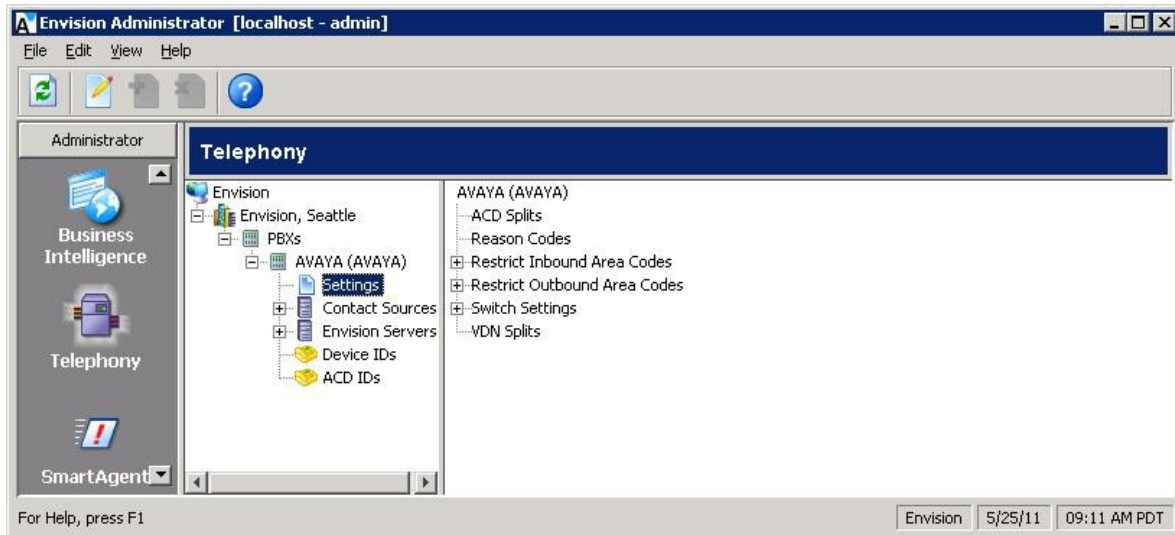 Envision Administrator [localhost - admin]
File Edit View Help
Administrator
Business
Intelligence
Telephony
SmartAgent
Telephony
Envision
Envision, Seattle
PBXs
AVAYA (AVAYA)
Settings
Contact Sources
Envision Servers
Device IDs
ACD IDs
AVAYA (AVAYA)
ACD Splits
Reason Codes
Restrict Inbound Area Codes
Restrict Outbound Area Codes
Switch Settings
VDN Splits
For Help, press F1
Envision 5/25/11 09:11 AM PDT